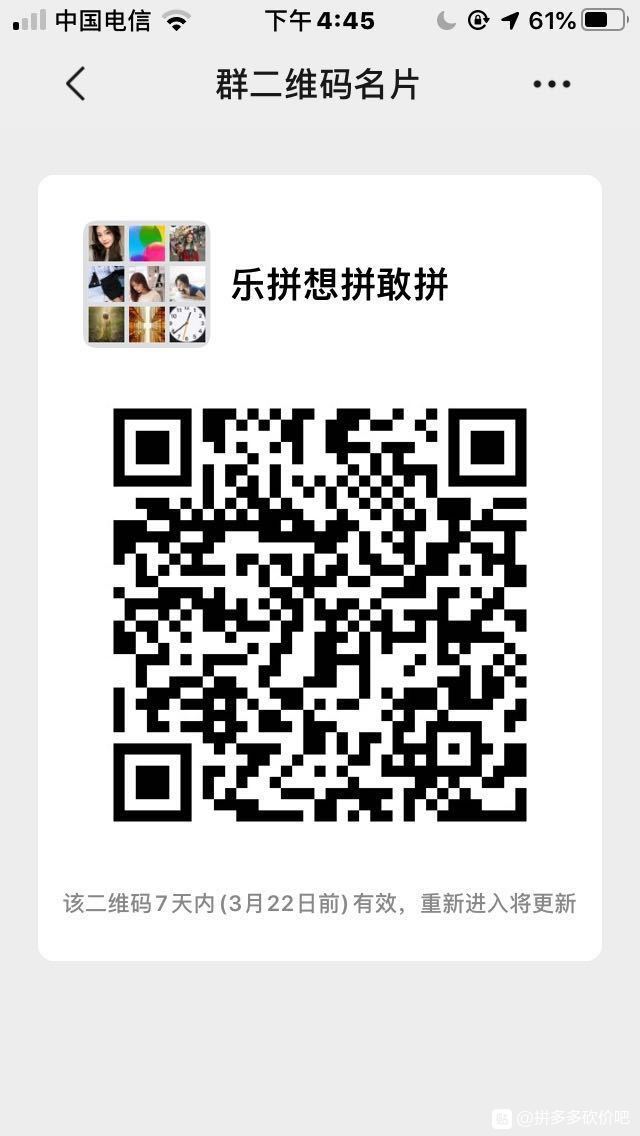 中国电信 下午4:45 61%
群二维码名片
乐拼想拼敢拼
该二维码7天内(3月22日前)有效，重新进入将更新
贴 @拼多多砍价吧